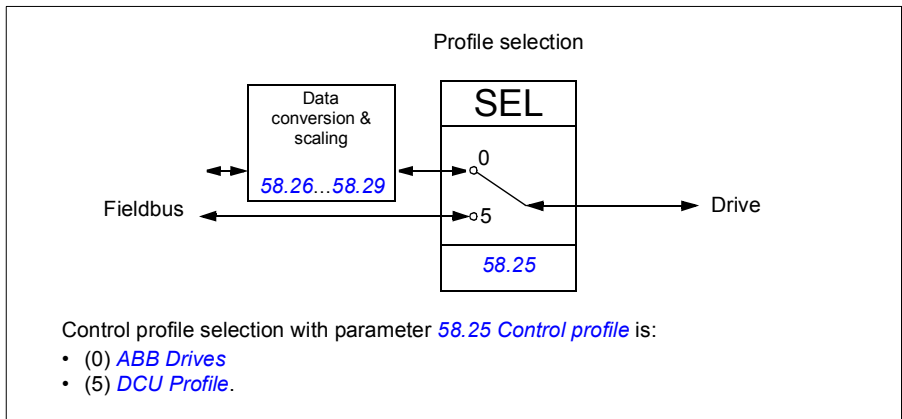 Profile selection
Data
conversion &
scaling
58.26...58.29
SEL
0
5
58.25
Fieldbus
Drive
Control profile selection with parameter 58.25 Control profile is:
• (0) ABB Drives
• (5) DCU Profile.